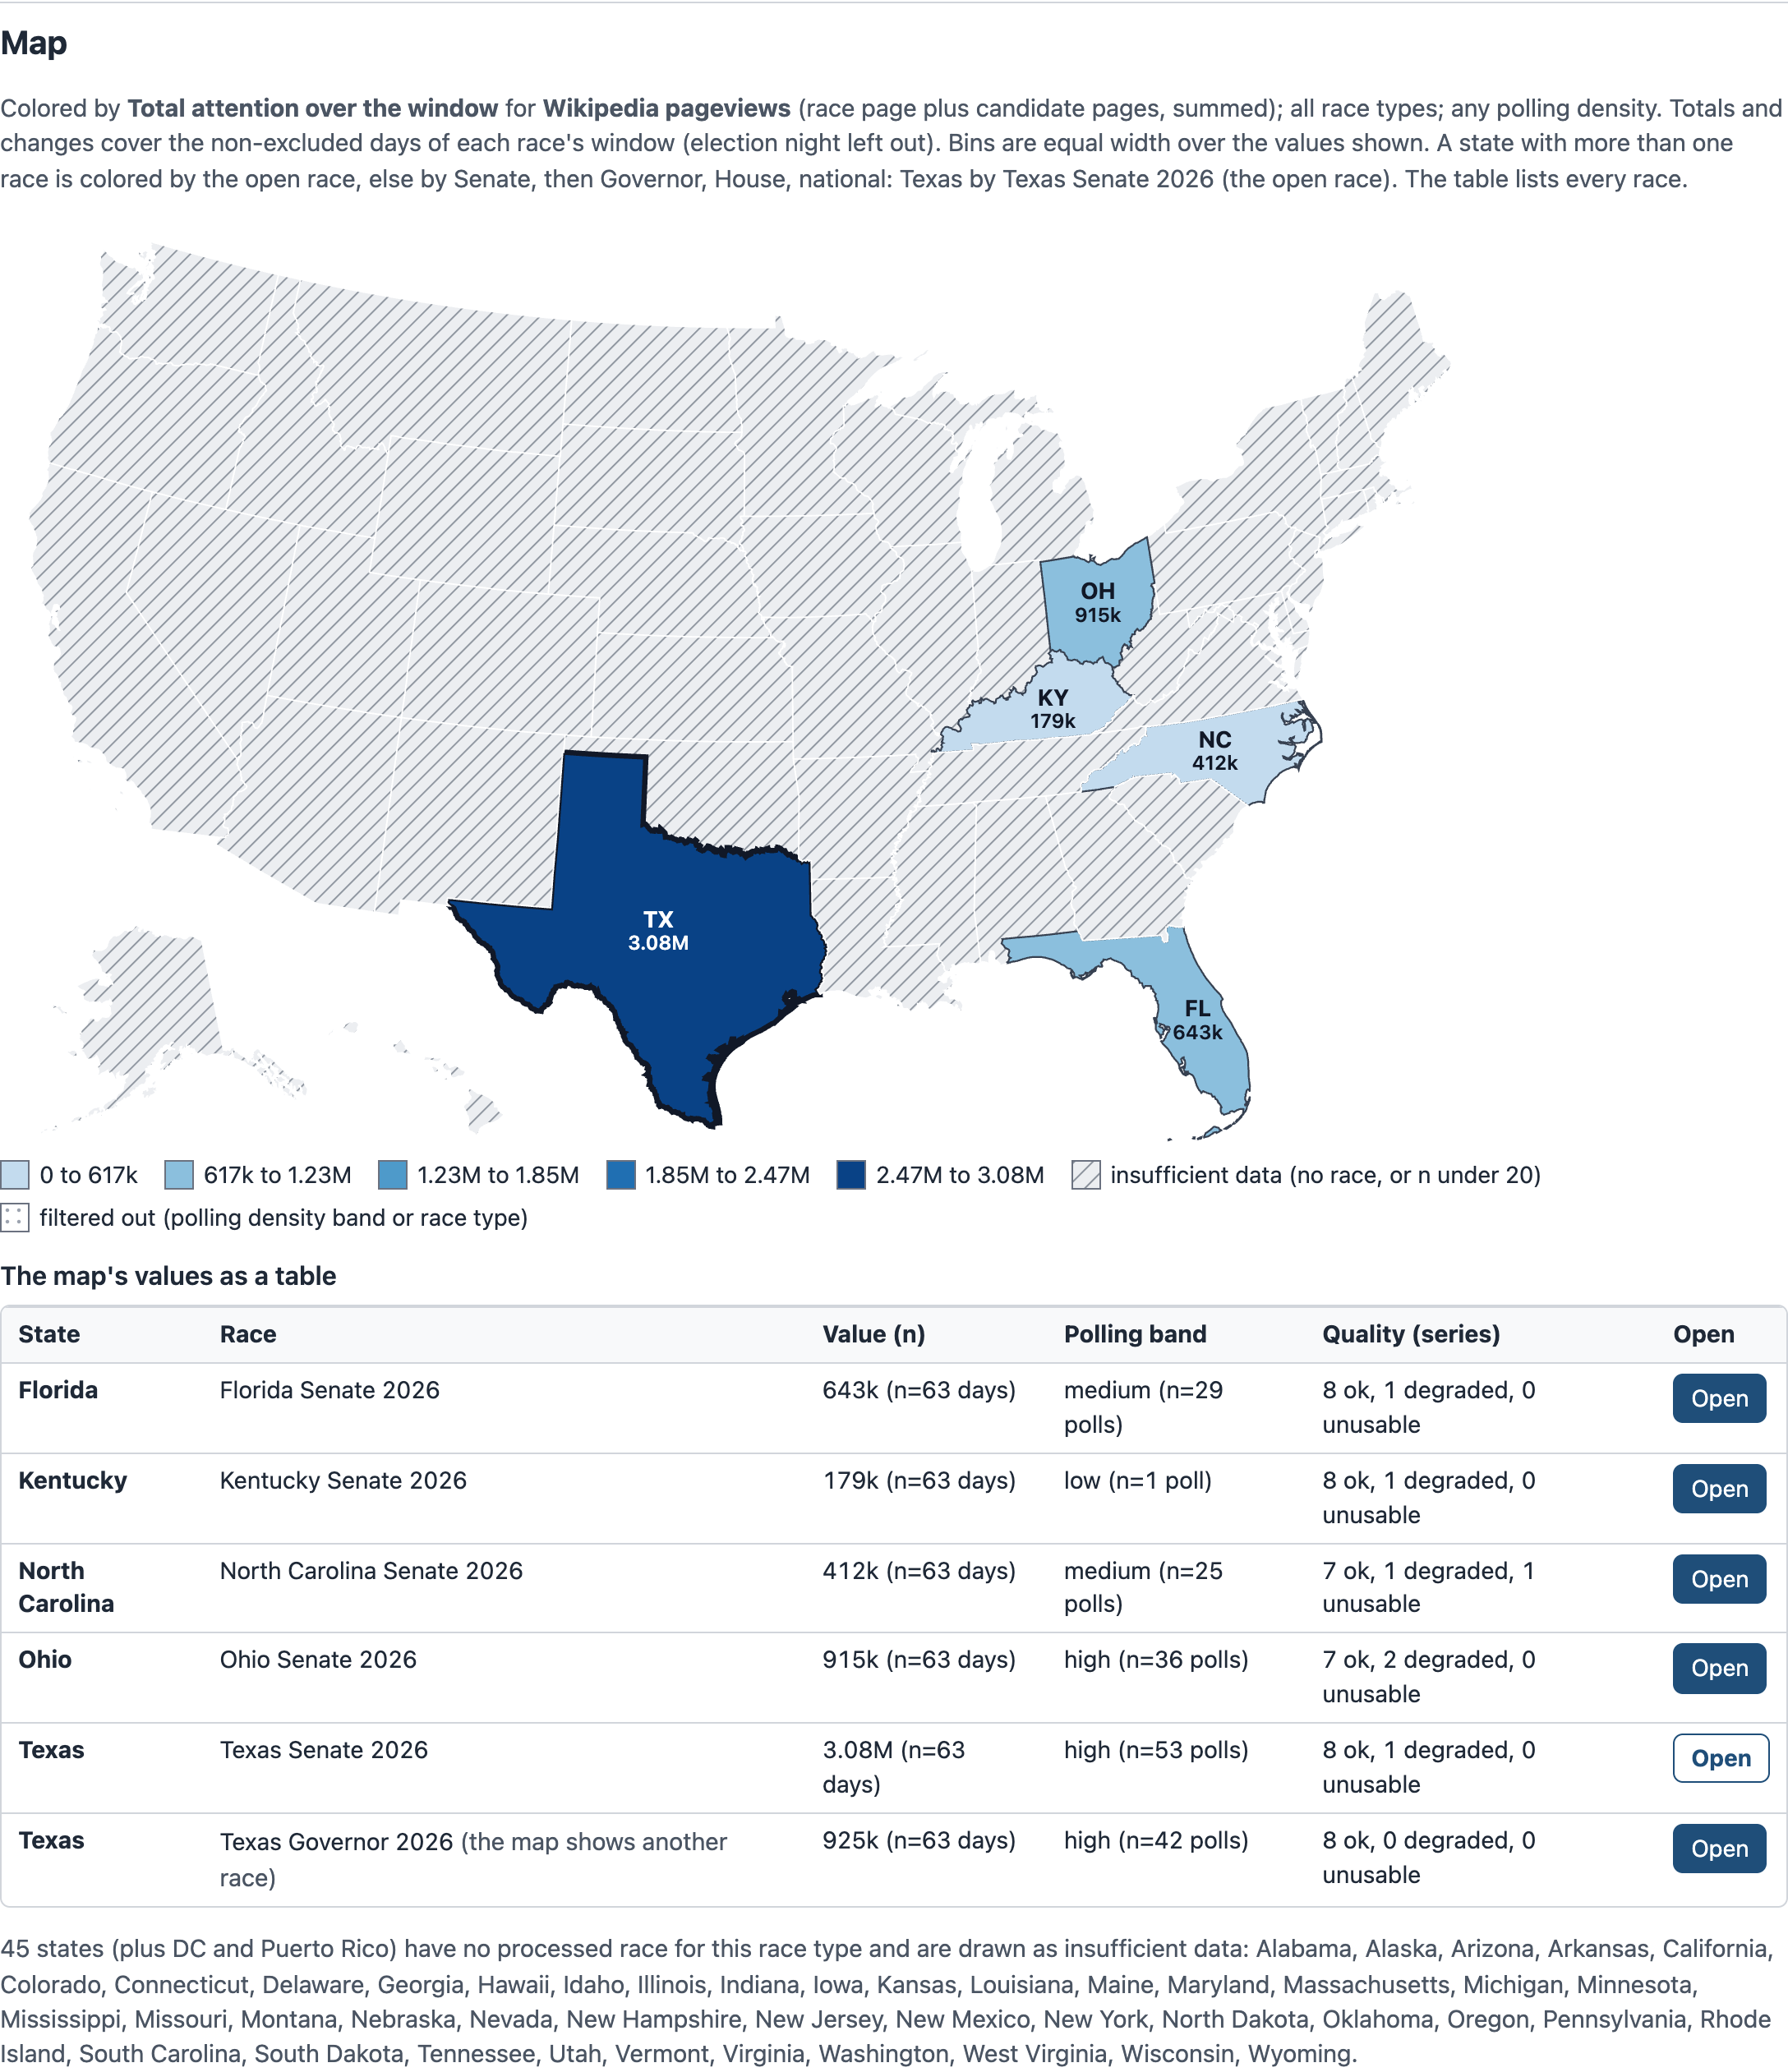 Map
Colored by Total attention over the window for Wikipedia pageviews (race page plus candidate pages, summed); all race types; any polling density. Totals and
changes cover the non-excluded days of each race's window (election night left out). Bins are equal width over the values shown. A state with more than one
race is colored by the open race, else by Senate, then Governor, House, national: Texas by Texas Senate 2026 (the open race). The table lists every race.
OH
915k
KY
179k
NC
412k
TX
3.08M
FL
643k
0 to 617k 617k to 1.23M 1.23M to 1.85M 1.85M to 2.47M 2.47M to 3.08M insufficient data (no race, or n under 20)
filtered out (polling density band or race type)
The map's values as a table
State Race Value (n) Polling band Quality (series) Open
Florida Florida Senate 2026 643k (n=63 days) medium (n=29 8 ok, 1 degraded, 0 Open
polls) unusable
Kentucky Kentucky Senate 2026 179k (n=63 days) low (n=1 poll) 8 ok, 1 degraded, 0 Open
unusable
North North Carolina Senate 2026 412k (n=63 days) medium (n=25 7 ok, 1 degraded, 1 Open
Carolina polls) unusable
Ohio Ohio Senate 2026 915k (n=63 days) high (n=36 polls) 7 ok, 2 degraded, 0 Open
unusable
Texas Texas Senate 2026 3.08M (n=63 high (n=53 polls) 8 ok, 1 degraded, 0 Open
days) unusable
Texas Texas Governor 2026 (the map shows another 925k (n=63 days) high (n=42 polls) 8 ok, 0 degraded, 0 Open
race) unusable
45 states (plus DC and Puerto Rico) have no processed race for this race type and are drawn as insufficient data: Alabama, Alaska, Arizona, Arkansas, California,
Colorado, Connecticut, Delaware, Georgia, Hawaii, Idaho, Illinois, Indiana, Iowa, Kansas, Louisiana, Maine, Maryland, Massachusetts, Michigan, Minnesota,
Mississippi, Missouri, Montana, Nebraska, Nevada, New Hampshire, New Jersey, New Mexico, New York, North Dakota, Oklahoma, Oregon, Pennsylvania, Rhode
Island, South Carolina, South Dakota, Tennessee, Utah, Vermont, Virginia, Washington, West Virginia, Wisconsin, Wyoming.